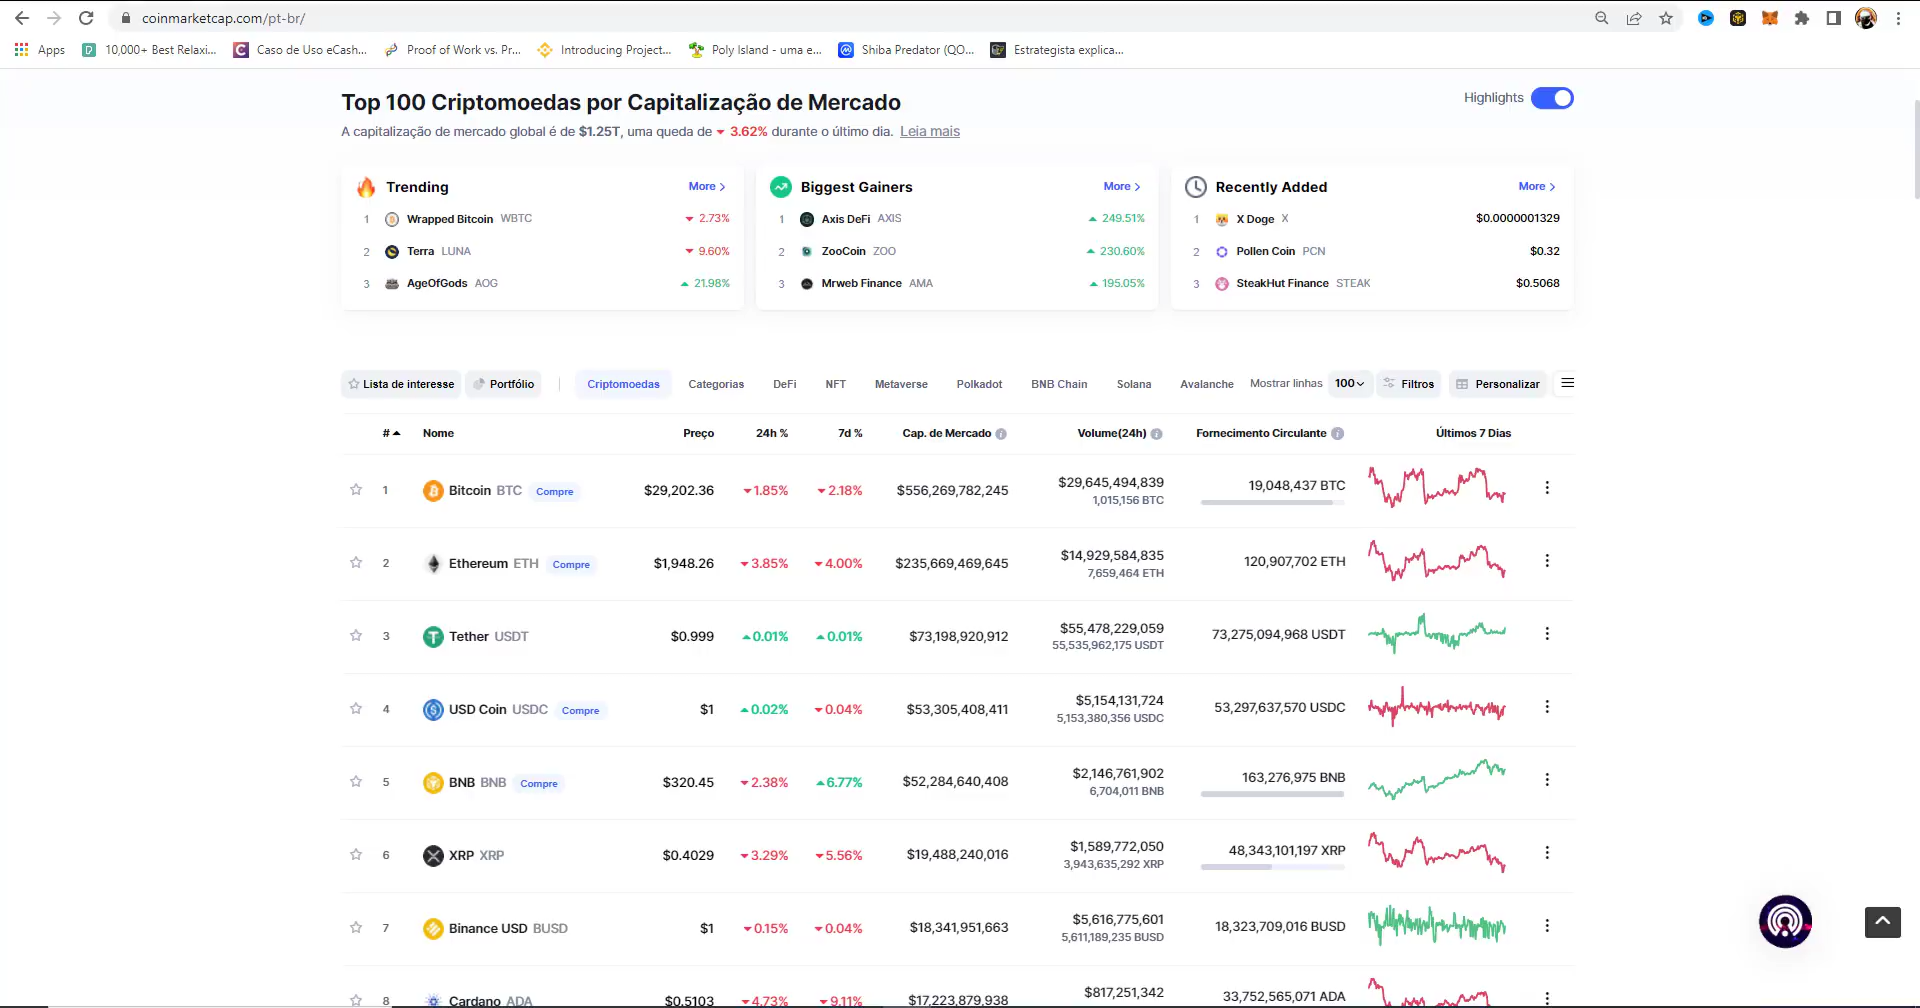 coinmarketcap.com/pt-br/
Apps 10,000+ Best Relaxi... Caso de Uso eCash... Proof of Work vs. Pr... Introducing Project... Poly Island - uma e... Shiba Predator (QO... Estrategista explica...
Top 100 Criptomoedas por Capitalização de Mercado
Highlights
A capitalização de mercado global é de $1.25T, uma queda de 3.62% durante o último dia. Leia mais
Trending More
1 Wrapped Bitcoin WBTC 2.73%
2 Terra LUNA 9.60%
3 AgeOfGods AOG 21.98%
Biggest Gainers More
1 Axis DeFi AXIS 249.51%
2 ZooCoin ZOO 230.60%
3 Mrweb Finance AMA 195.05%
Recently Added More
1 X Doge X $0.0000001329
2 Pollen Coin PCN $0.32
3 SteakHut Finance STEAK $0.5068
Lista de interesse Portfólio Criptomoedas Categorias DeFi NFT Metaverse Polkadot BNB Chain Solana Avalanche Mostrar linhas 100 Filtros Personalizar
# Nome Preço 24h % 7d % Cap. de Mercado Volume(24h) Fornecimento Circulante Últimos 7 Dias
1 Bitcoin BTC Compre $29,202.36 1.85% 2.18% $556,269,782,245 $29,645,494,839 19,048,437 BTC
1,015,156 BTC
2 Ethereum ETH Compre $1,948.26 3.85% 4.00% $235,669,469,645 $14,929,584,835 120,907,702 ETH
7,659,464 ETH
3 Tether USDT $0.999 0.01% 0.01% $73,198,920,912 $55,478,229,059 73,275,094,968 USDT
55,535,962,175 USDT
4 USD Coin USDC Compre $1 0.02% 0.04% $53,305,408,411 $5,154,131,724 53,297,637,570 USDC
5,153,380,356 USDC
5 BNB BNB Compre $320.45 2.38% 6.77% $52,284,640,408 $2,146,761,902 163,276,975 BNB
6,704,011 BNB
6 XRP XRP $0.4029 3.29% 5.56% $19,488,240,016 $1,589,772,050 48,343,101,197 XRP
3,943,635,292 XRP
7 Binance USD BUSD $1 0.15% 0.04% $18,341,951,663 $5,616,775,601 18,323,709,016 BUSD
5,611,189,235 BUSD
8 Cardano ADA $0.5103 4.73% 9.11% $17,223,879,938 $817,251,342 33,752,565,071 ADA